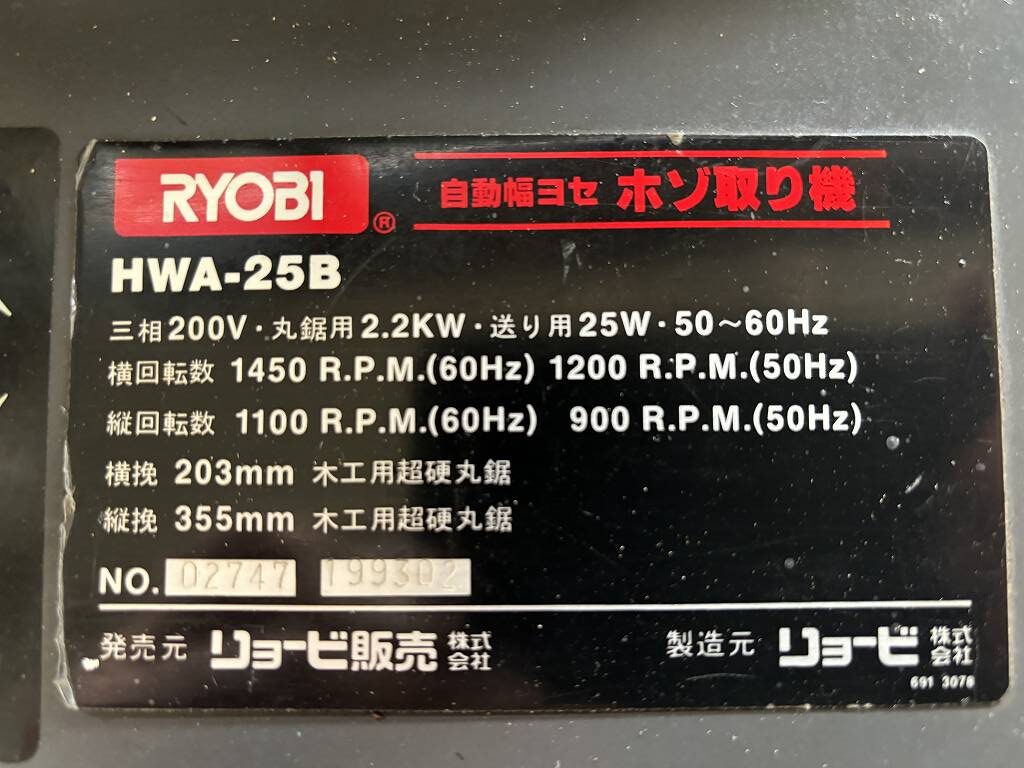 RYOBI ® 自動幅ヨセ ホゾ取り機
HWA-25B
三相200V・丸鋸用2.2KW・送り用25W・50～60Hz
横回転数 1450 R.P.M.(60Hz) 1200 R.P.M.(50Hz)
縦回転数 1100 R.P.M.(60Hz) 900 R.P.M.(50Hz)
横挽 203mm 木工用超硬丸鋸
縦挽 355mm 木工用超硬丸鋸
NO. 02747 199302
発売元 リョービ販売株式会社 製造元 リョービ株式会社
691 3078